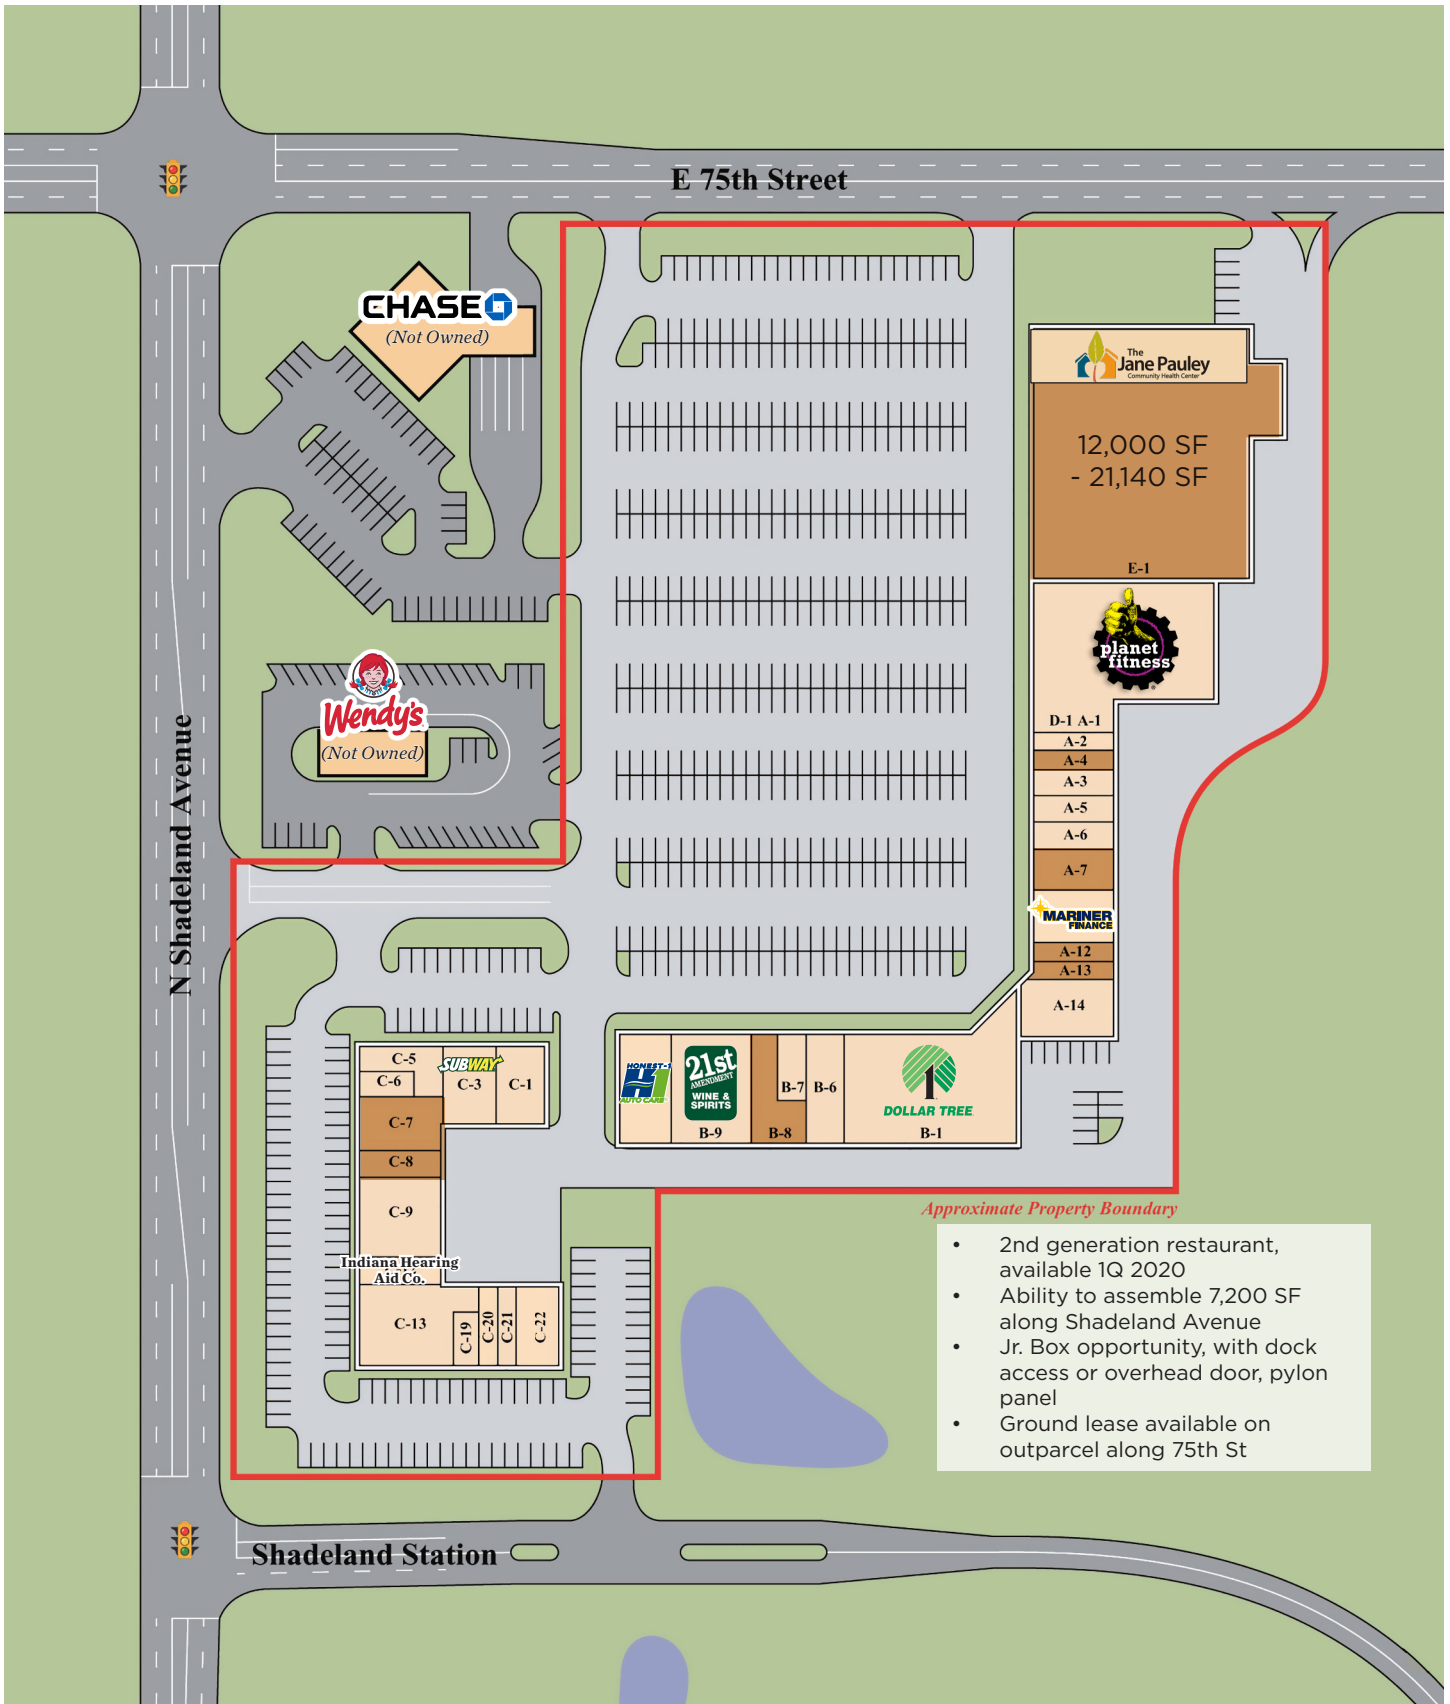 E 75th Street
CHASE
(Not Owned)
The
Jane Pauley
Community Health Center
12,000 SF
- 21,140 SF
E-1
planet
fitness
Wendy's
(Not Owned)
N Shadeland Avenue
D-1 A-1
A-2
A-4
A-3
A-5
A-6
A-7
MARINER
FINANCE
A-12
A-13
A-14
C-5
SUBWAY
C-6
C-3
C-1
C-7
C-8
C-9
Indiana Hearing
Aid Co.
C-13
C-19
C-20
C-21
C-22
HONEST-1
H1
AUTO CARE
21st
AMENDMENT
WINE &
SPIRITS
B-9
B-7
B-8
B-6
1
DOLLAR TREE
B-1
Approximate Property Boundary
• 2nd generation restaurant,
available 1Q 2020
• Ability to assemble 7,200 SF
along Shadeland Avenue
• Jr. Box opportunity, with dock
access or overhead door, pylon
panel
• Ground lease available on
outparcel along 75th St
Shadeland Station